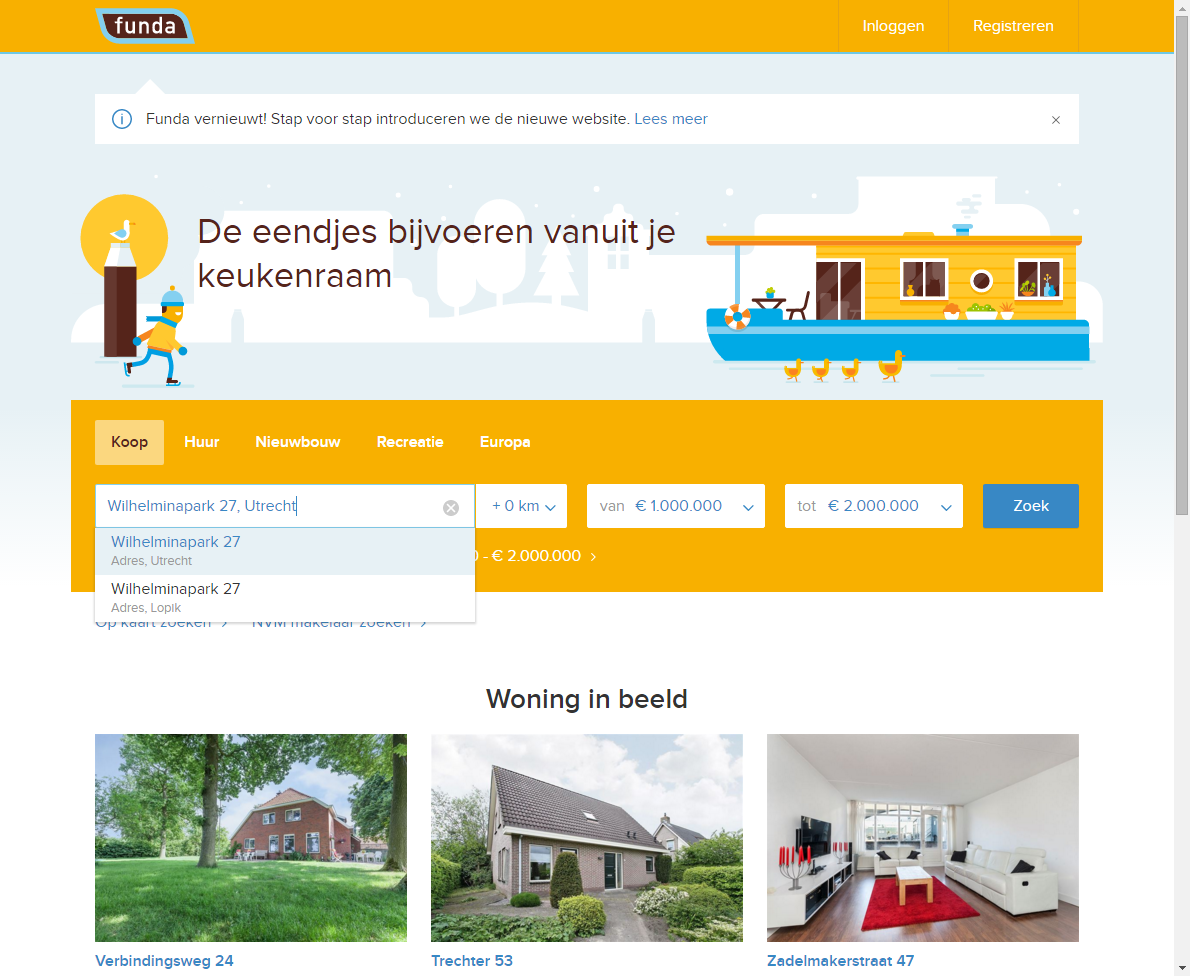 funda
Inloggen
Registreren
Funda vernieuwt! Stap voor stap introduceren we de nieuwe website. Lees meer
De eendjes bijvoeren vanuit je
keukenraam
Koop
Huur
Nieuwbouw
Recreatie
Europa
Wilhelminapark 27, Utrecht
+ 0 km
van € 1.000.000
tot € 2.000.000
Zoek
Wilhelminapark 27
Adres, Utrecht
- € 2.000.000
Wilhelminapark 27
Adres, Lopik
Op kaart zoeken
NVM makelaar zoeken
Woning in beeld
Verbindingsweg 24
Trechter 53
Zadelmakerstraat 47